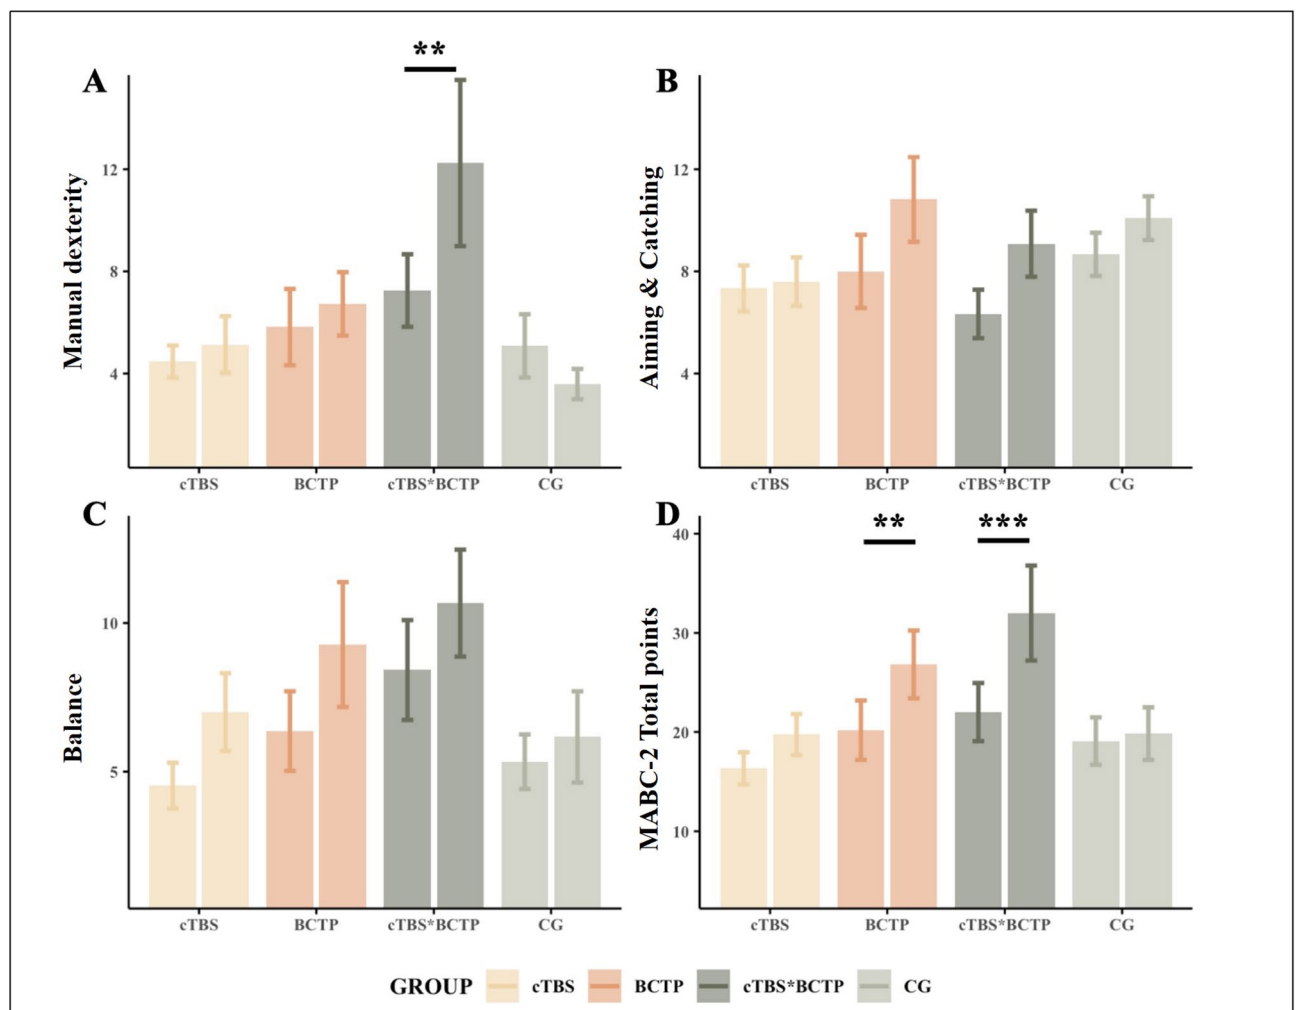 A
**
Manual dexterity
12
8
4
cTBS BCTP cTBS*BCTP CG
B
Aiming & Catching
12
8
4
cTBS BCTP cTBS*BCTP CG
C
Balance
10
5
cTBS BCTP cTBS*BCTP CG
D
** ***
MABC-2 Total points
40
30
20
10
cTBS BCTP cTBS*BCTP CG
GROUP cTBS BCTP cTBS*BCTP CG